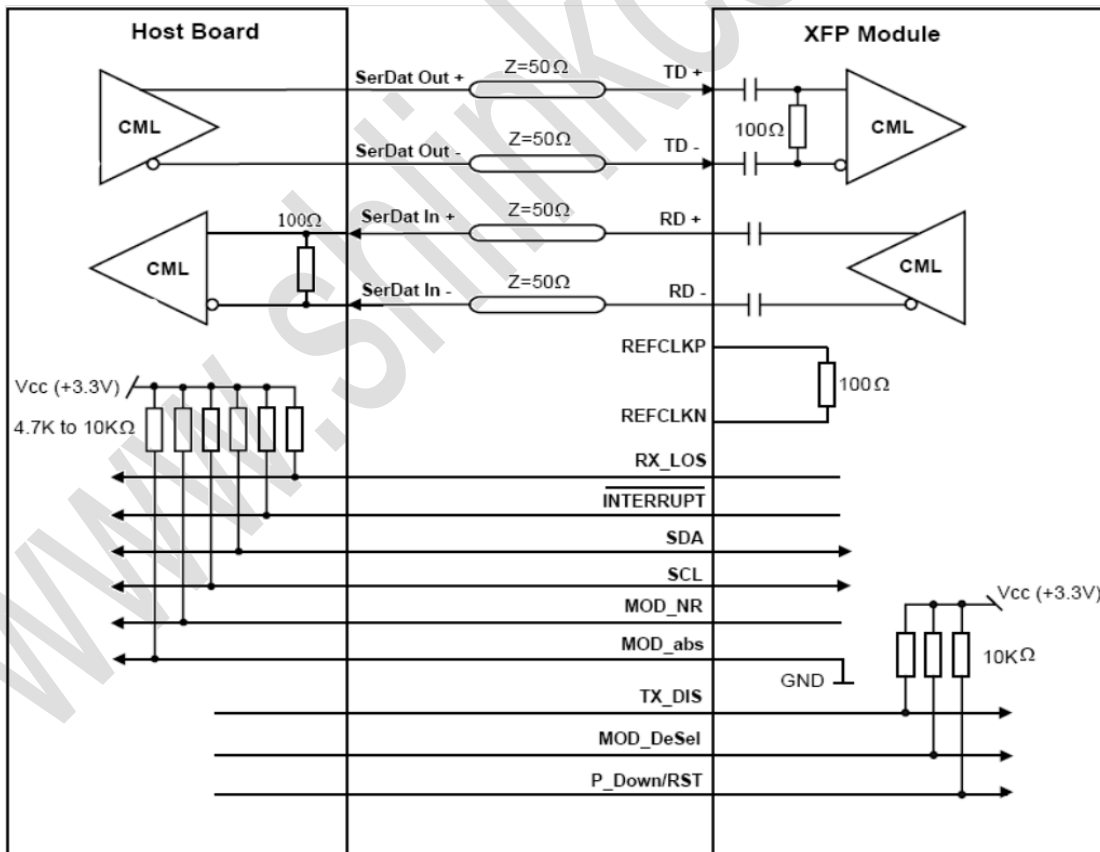 Host Board
XFP Module
SerDat Out +
Z=50Ω
TD +
CML
CML
100Ω
SerDat Out -
Z=50Ω
TD -
100Ω
SerDat In +
Z=50Ω
RD +
CML
CML
SerDat In -
Z=50Ω
RD -
REFCLKP
100Ω
REFCLKN
Vcc (+3.3V)
4.7K to 10KΩ
RX_LOS
INTERRUPT
SDA
SCL
MOD_NR
Vcc (+3.3V)
MOD_abs
10KΩ
GND
TX_DIS
MOD_DeSel
P_Down/RST
www.shinkc